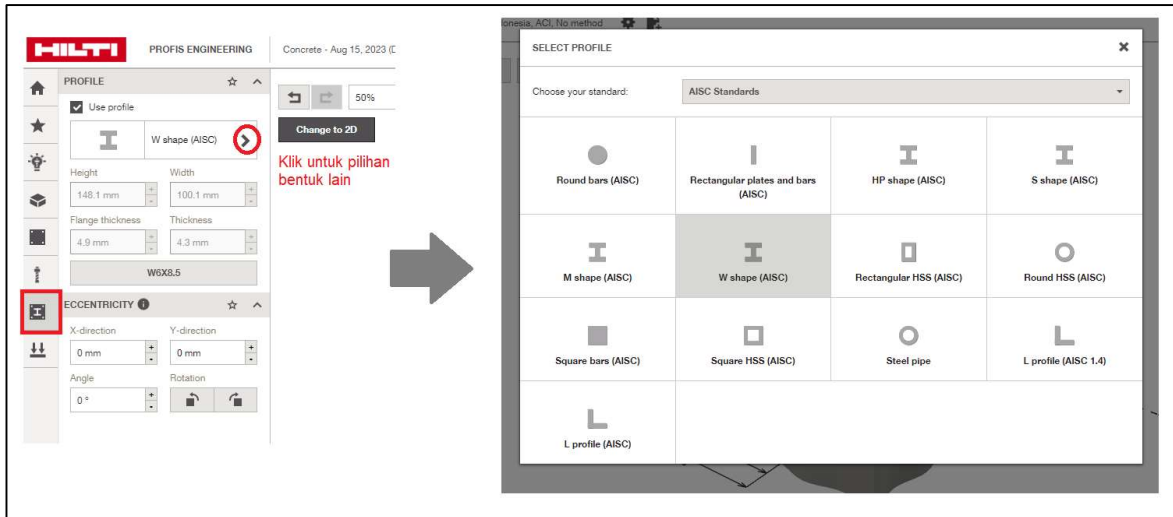 HILTI
PROFIS ENGINEERING
Concrete - Aug 15, 2023 (D
PROFILE
Use profile
W shape (AISC)
Height
Width
148.1 mm
100.1 mm
Flange thickness
Thickness
4.9 mm
4.3 mm
W6X8.5
ECCENTRICITY
X-direction
Y-direction
0 mm
0 mm
Angle
Rotation
0 °
50%
Change to 2D
Klik untuk pilihan
bentuk lain
onesia, ACI, No method
SELECT PROFILE
Choose your standard:
AISC Standards
Round bars (AISC)
Rectangular plates and bars
(AISC)
HP shape (AISC)
S shape (AISC)
M shape (AISC)
W shape (AISC)
Rectangular HSS (AISC)
Round HSS (AISC)
Square bars (AISC)
Square HSS (AISC)
Steel pipe
L profile (AISC 1.4)
L profile (AISC)